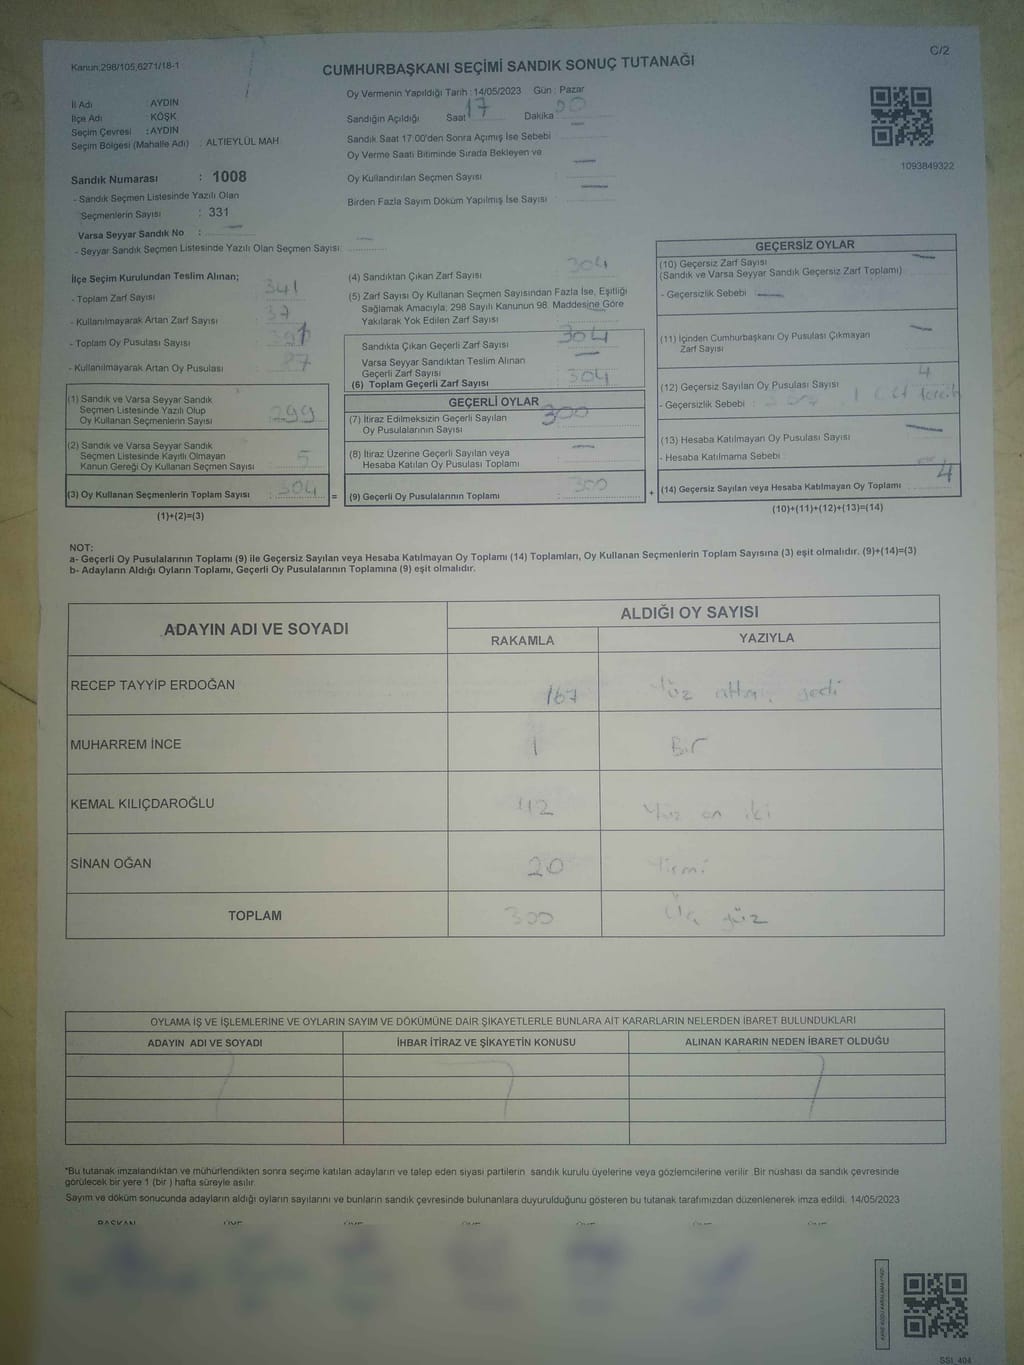 Kanun:298/105,6271/18-1
C/2
CUMHURBAŞKANI SEÇİMİ SANDIK SONUÇ TUTANAĞI
İl Adı : AYDIN
İlçe Adı : KÖŞK
Seçim Çevresi : AYDIN
Seçim Bölgesi (Mahalle Adı) : ALTIEYLÜL MAH.
Oy Vermenin Yapıldığı Tarih : 14/05/2023 Gün : Pazar
Sandığın Açıldığı Saat 17 Dakika 00
Sandık Saat 17:00'den Sonra Açımış İse Sebebi :
Oy Verme Saati Bitiminde Sırada Bekleyen ve
Oy Kullandırılan Seçmen Sayısı : —
Birden Fazla Sayım Döküm Yapılmış İse Sayısı : —
1093849322
Sandık Numarası : 1008
- Sandık Seçmen Listesinde Yazılı Olan
Seçmenlerin Sayısı : 331
Varsa Seyyar Sandık No : —
- Seyyar Sandık Seçmen Listesinde Yazılı Olan Seçmen Sayısı: —
İlçe Seçim Kurulundan Teslim Alınan;
- Toplam Zarf Sayısı : 341
- Kullanılmayarak Artan Zarf Sayısı : 37
- Toplam Oy Pusulası Sayısı :
- Kullanılmayarak Artan Oy Pusulası :
(1) Sandık ve Varsa Seyyar Sandık
Seçmen Listesinde Yazılı Olup
Oy Kullanan Seçmenlerin Sayısı : 299
(2) Sandık ve Varsa Seyyar Sandık
Seçmen Listesinde Kayıtlı Olmayan
Kanun Gereği Oy Kullanan Seçmen Sayısı : 5
(3) Oy Kullanan Seçmenlerin Toplam Sayısı : 304 =
(1)+(2)=(3)
(4) Sandıktan Çıkan Zarf Sayısı : 304
(5) Zarf Sayısı Oy Kullanan Seçmen Sayısından Fazla İse, Eşitliği
Sağlamak Amacıyla; 298 Sayılı Kanunun 98. Maddesine Göre
Yakılarak Yok Edilen Zarf Sayısı :
Sandıkta Çıkan Geçerli Zarf Sayısı : 304
Varsa Seyyar Sandıktan Teslim Alınan
Geçerli Zarf Sayısı : —
(6) Toplam Geçerli Zarf Sayısı : 304
GEÇERLİ OYLAR
(7) İtiraz Edilmeksizin Geçerli Sayılan 300
Oy Pusulalarının Sayısı
(8) İtiraz Üzerine Geçerli Sayılan veya —
Hesaba Katılan Oy Pusulası Toplamı
(9) Geçerli Oy Pusulalarının Toplamı : 300 +
GEÇERSİZ OYLAR
(10) Geçersiz Zarf Sayısı : —
(Sandık ve Varsa Seyyar Sandık Geçersiz Zarf Toplamı)
- Geçersizlik Sebebi : —
(11) İçinden Cumhurbaşkanı Oy Pusulası Çıkmayan —
Zarf Sayısı
(12) Geçersiz Sayılan Oy Pusulası Sayısı : 4
- Geçersizlik Sebebi :
(13) Hesaba Katılmayan Oy Pusulası Sayısı : —
- Hesaba Katılmama Sebebi :
(14) Geçersiz Sayılan veya Hesaba Katılmayan Oy Toplamı : 4
(10)+(11)+(12)+(13)=(14)
NOT:
a- Geçerli Oy Pusulalarının Toplamı (9) ile Geçersiz Sayılan veya Hesaba Katılmayan Oy Toplamı (14) Toplamları, Oy Kullanan Seçmenlerin Toplam Sayısına (3) eşit olmalıdır. (9)+(14)=(3)
b- Adayların Aldığı Oyların Toplamı, Geçerli Oy Pusulalarının Toplamına (9) eşit olmalıdır.
ADAYIN ADI VE SOYADI
ALDIĞI OY SAYISI
RAKAMLA YAZIYLA
RECEP TAYYİP ERDOĞAN 167 Yüz altmış yedi
MUHARREM İNCE 1 Bir
KEMAL KILIÇDAROĞLU 112 Yüz on iki
SİNAN OĞAN 20 Yirmi
TOPLAM 300 Üç yüz
OYLAMA İŞ VE İŞLEMLERİNE VE OYLARIN SAYIM VE DÖKÜMÜNE DAİR ŞİKAYETLERLE BUNLARA AİT KARARLARIN NELERDEN İBARET BULUNDUKLARI
ADAYIN ADI VE SOYADI İHBAR İTİRAZ VE ŞİKAYETİN KONUSU ALINAN KARARIN NEDEN İBARET OLDUĞU
*Bu tutanak imzalandıktan ve mühürlendikten sonra seçime katılan adayların ve talep eden siyasi partilerin sandık kurulu üyelerine veya gözlemcilerine verilir. Bir nüshası da sandık çevresinde
görülecek bir yere 1 (bir ) hafta süreyle asılır.
Sayım ve döküm sonucunda adayların aldığı oyların sayılarını ve bunların sandık çevresinde bulunanlara duyurulduğunu gösteren bu tutanak tarafımızdan düzenlenerek imza edildi. 14/05/2023
BAŞKAN ÜYE ÜYE ÜYE ÜYE ÜYE ÜYE
SSI_404